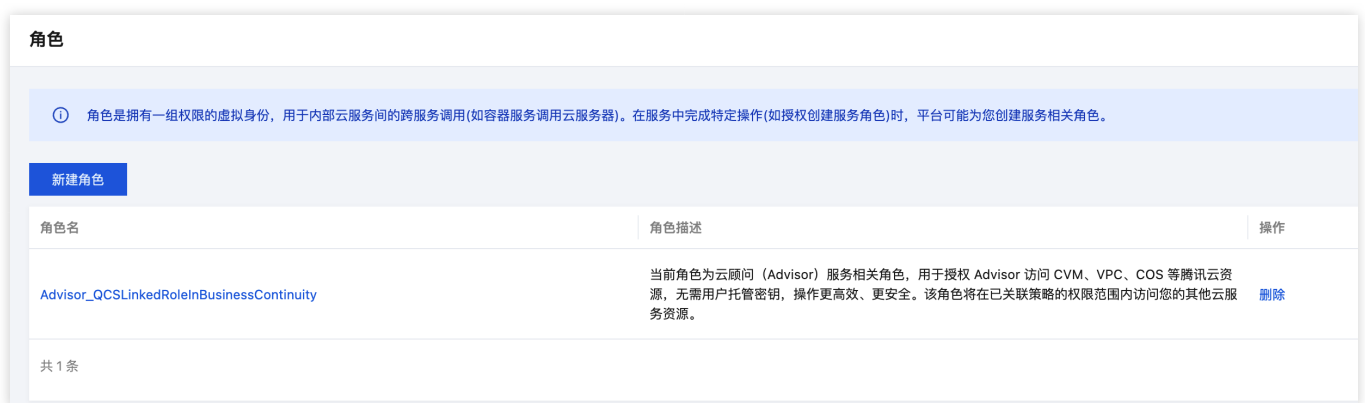 角色
角色是拥有一组权限的虚拟身份，用于内部云服务间的跨服务调用(如容器服务调用云服务器)。在服务中完成特定操作(如授权创建服务角色)时，平台可能为您创建服务相关角色。
新建角色
角色名
角色描述
操作
Advisor_QCSLinkedRoleInBusinessContinuity
当前角色为云顾问（Advisor）服务相关角色，用于授权 Advisor 访问 CVM、VPC、COS 等腾讯云资
源，无需用户托管密钥，操作更高效、更安全。该角色将在已关联策略的权限范围内访问您的其他云服
务资源。
删除
共 1 条